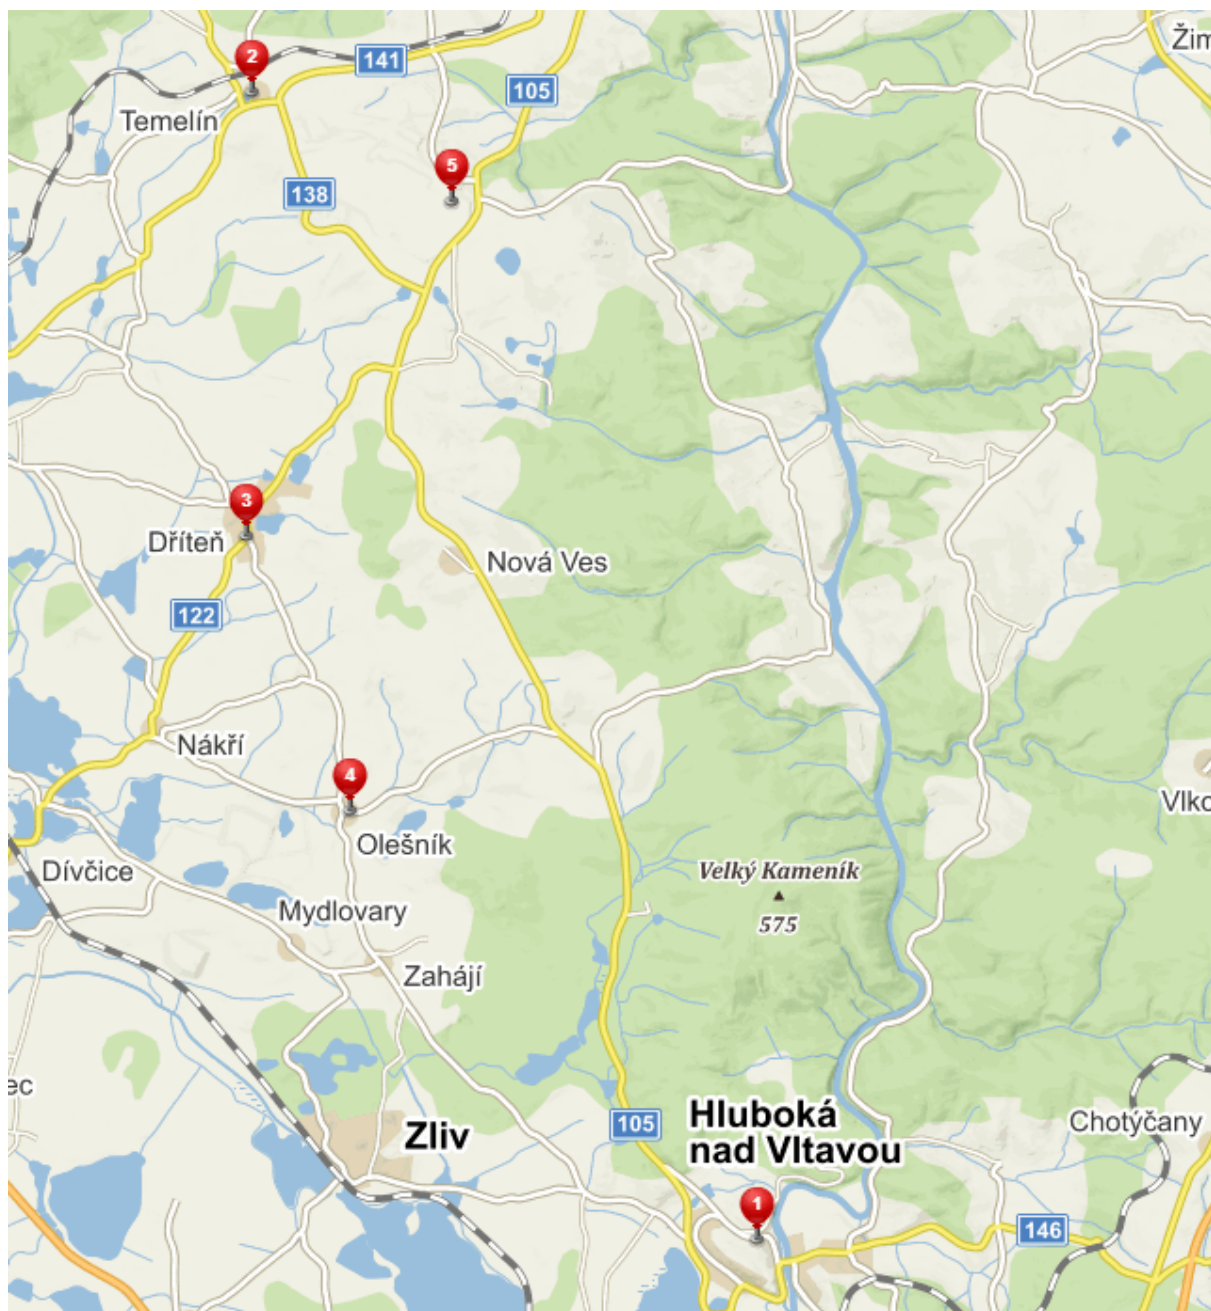 Žim
2
141
105
Temelín
5
138
3
Dříteň
Nová Ves
122
Nákří
4
Vlko
Olešník
Dívčice
Velký Kameník
575
Mydlovary
Zahájí
ec
Zliv
105
Hluboká
nad Vltavou
Chotýčany
1
146